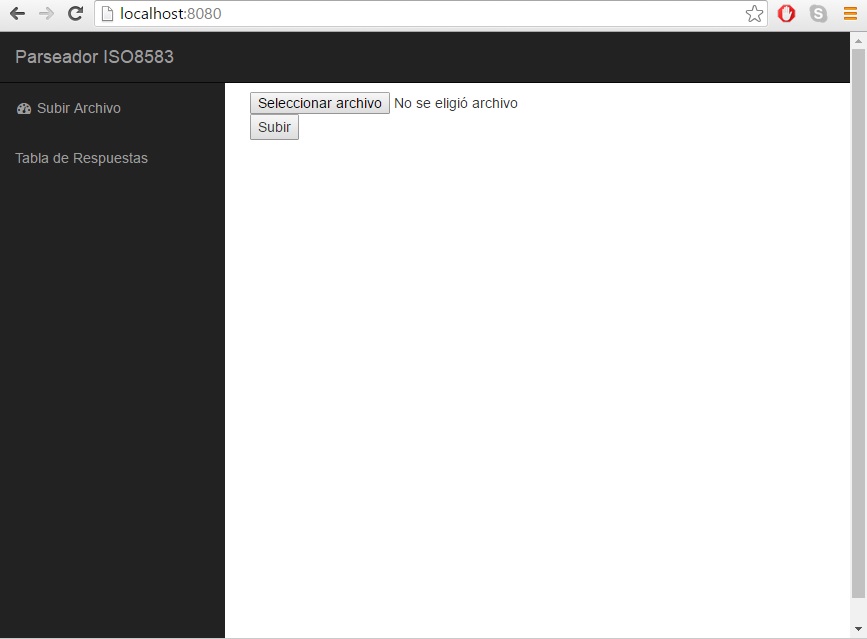 localhost:8080
Parseador ISO8583
Subir Archivo
Seleccionar archivo No se eligió archivo
Subir
Tabla de Respuestas